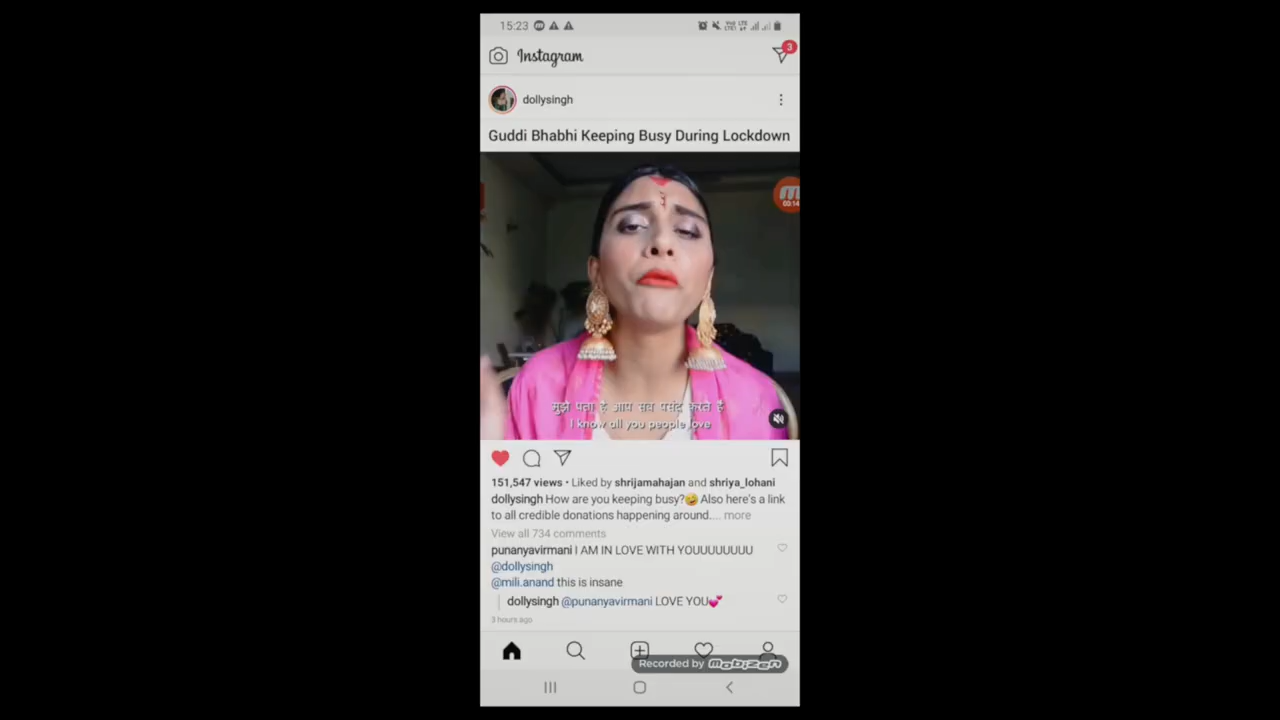 15:23
Instagram
3
dollysingh
Guddi Bhabhi Keeping Busy During Lockdown
00:14
मुझे पता है आप सब पसंद करते हैं
I know all you people love
151,547 views • Liked by shrijamahajan and shriya_lohani
dollysingh How are you keeping busy?🤣 Also here's a link
to all credible donations happening around.... more
View all 734 comments
punanyavirmani I AM IN LOVE WITH YOUUUUUUUU
@dollysingh
@mili.anand this is insane
dollysingh @punanyavirmani LOVE YOU💕
3 hours ago
Recorded by mobizen